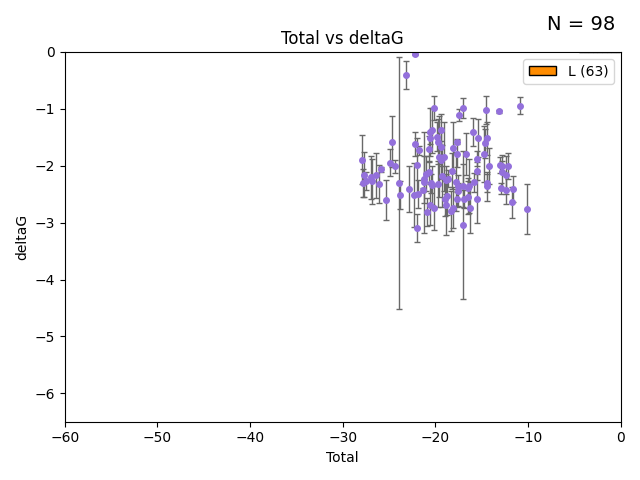 N = 98
Total vs deltaG
L (63)
0
−1
−2
−3
−4
−5
−6
deltaG
−60 −50 −40 −30 −20 −10 0
Total